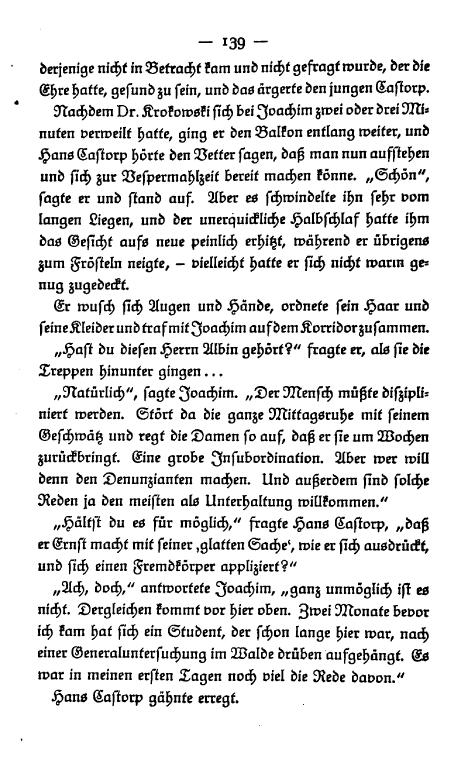 — 139 —
derjenige nicht in Betracht kam und nicht gefragt wurde, der die
Ehre hatte, gesund zu sein, und das ärgerte den jungen Castorp.
Nachdem Dr. Krokowski sich bei Joachim zwei oder drei Mi-
nuten verweilt hatte, ging er den Balkon entlang weiter, und
Hans Castorp hörte den Vetter sagen, daß man nun aufstehen
und sich zur Vespermahlzeit bereit machen könne. „Schön“,
sagte er und stand auf. Aber es schwindelte ihn sehr vom
langen Liegen, und der unerquickliche Halbschlaf hatte ihm
das Gesicht aufs neue peinlich erhitzt, während er übrigens
zum Frösteln neigte, – vielleicht hatte er sich nicht warm ge-
nug zugedeckt.
Er wusch sich Augen und Hände, ordnete sein Haar und
seine Kleider und traf mit Joachim auf dem Korridor zusammen.
„Hast du diesen Herrn Albin gehört?“ fragte er, als sie die
Treppen hinunter gingen ...
„Natürlich“, sagte Joachim. „Der Mensch müßte diszipli-
niert werden. Stört da die ganze Mittagsruhe mit seinem
Geschwätz und regt die Damen so auf, daß er sie um Wochen
zurückbringt. Eine grobe Insubordination. Aber wer will
denn den Denunzianten machen. Und außerdem sind solche
Reden ja den meisten als Unterhaltung willkommen.“
„Hältst du es für möglich,“ fragte Hans Castorp, „daß
er Ernst macht mit seiner ‚glatten Sache‘, wie er sich ausdrückt,
und sich einen Fremdkörper appliziert?“
„Ach, doch,“ antwortete Joachim, „ganz unmöglich ist es
nicht. Dergleichen kommt vor hier oben. Zwei Monate bevor
ich kam hat sich ein Student, der schon lange hier war, nach
einer Generaluntersuchung im Walde drüben aufgehängt. Es
war in meinen ersten Tagen noch viel die Rede davon.“
Hans Castorp gähnte erregt.